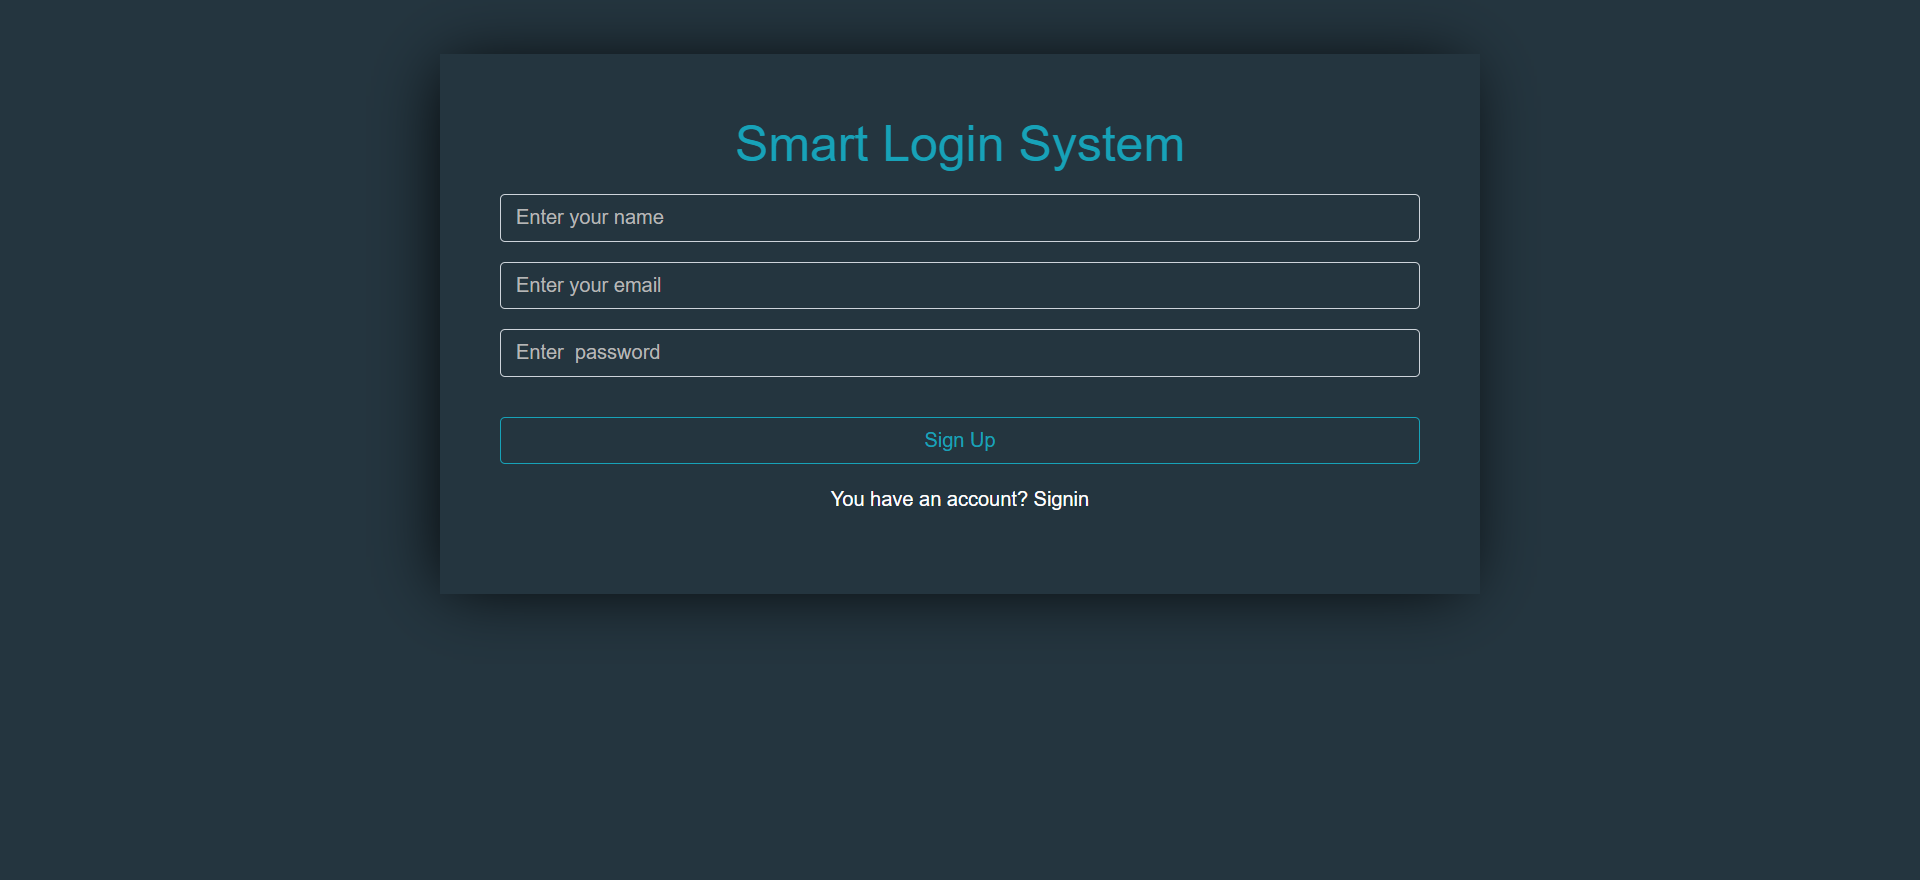 Smart Login System
Enter your name
Enter your email
Enter  password
Sign Up
You have an account? Signin